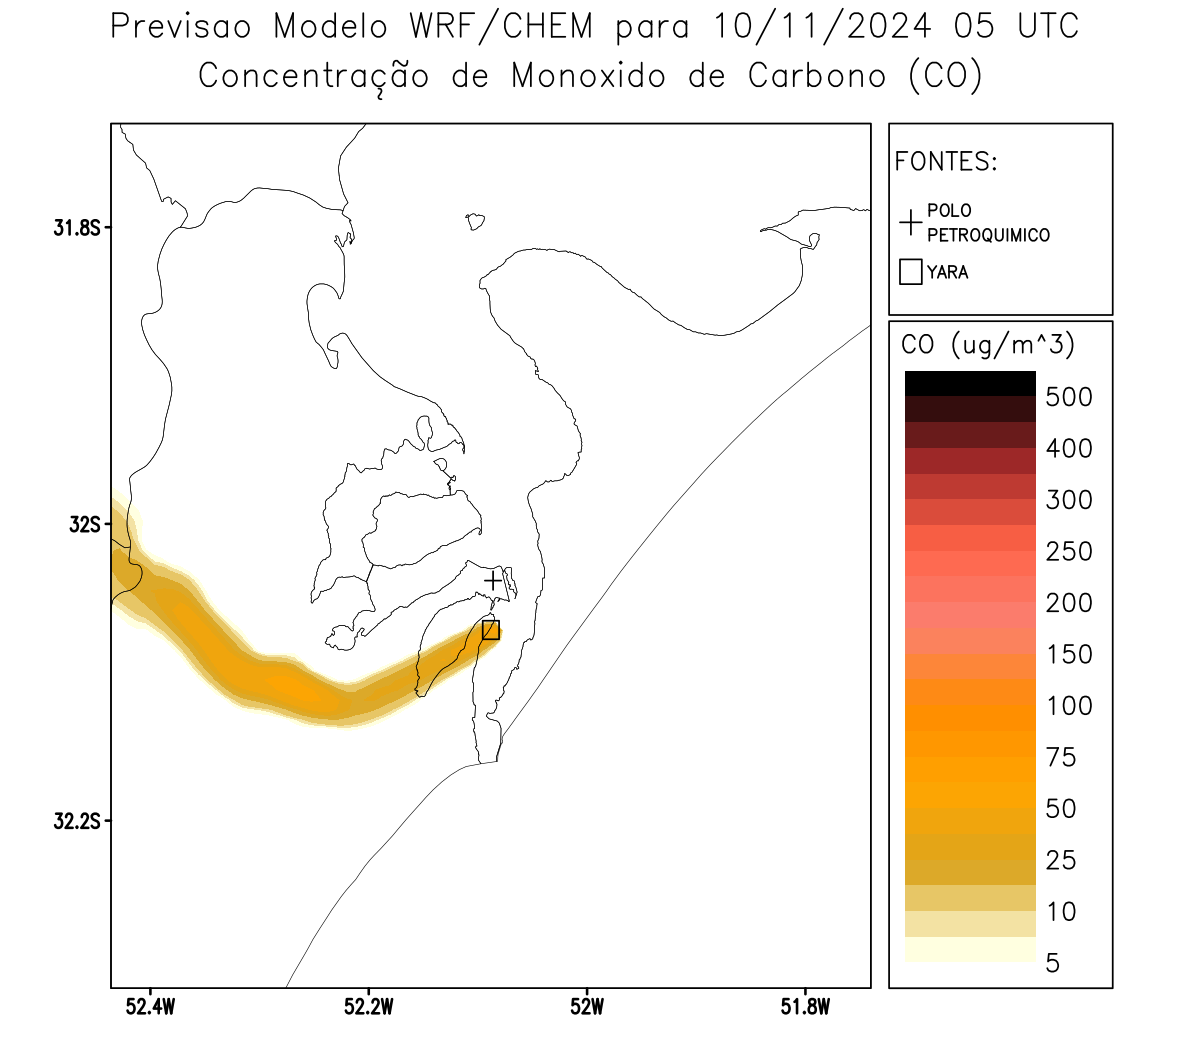 Previsao Modelo WRF/CHEM para 10/11/2024 05 UTC
Concentração de Monoxido de Carbono (CO)
FONTES:
POLO
PETROQUIMICO
YARA
CO (ug/m^3)
500
400
300
250
200
150
100
75
50
25
10
5
31.8S
32S
32.2S
52.4W
52.2W
52W
51.8W